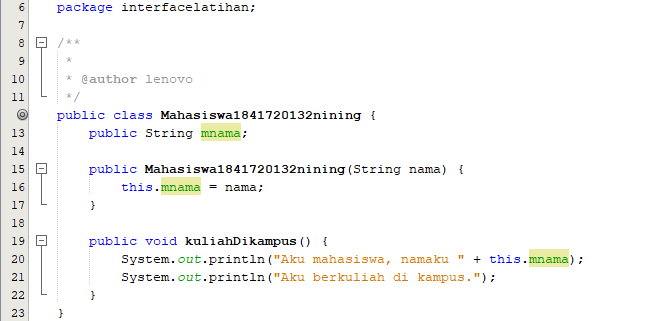 6 package interfacelatihan;
7
8 /**
9  *
10  * @author lenovo
11  */
public class Mahasiswa1841720132nining {
13     public String mnama;
14
15     public Mahasiswa1841720132nining(String nama) {
16         this.mnama = nama;
17     }
18
19     public void kuliahDikampus() {
20         System.out.println("Aku mahasiswa, namaku " + this.mnama);
21         System.out.println("Aku berkuliah di kampus.");
22     }
23 }